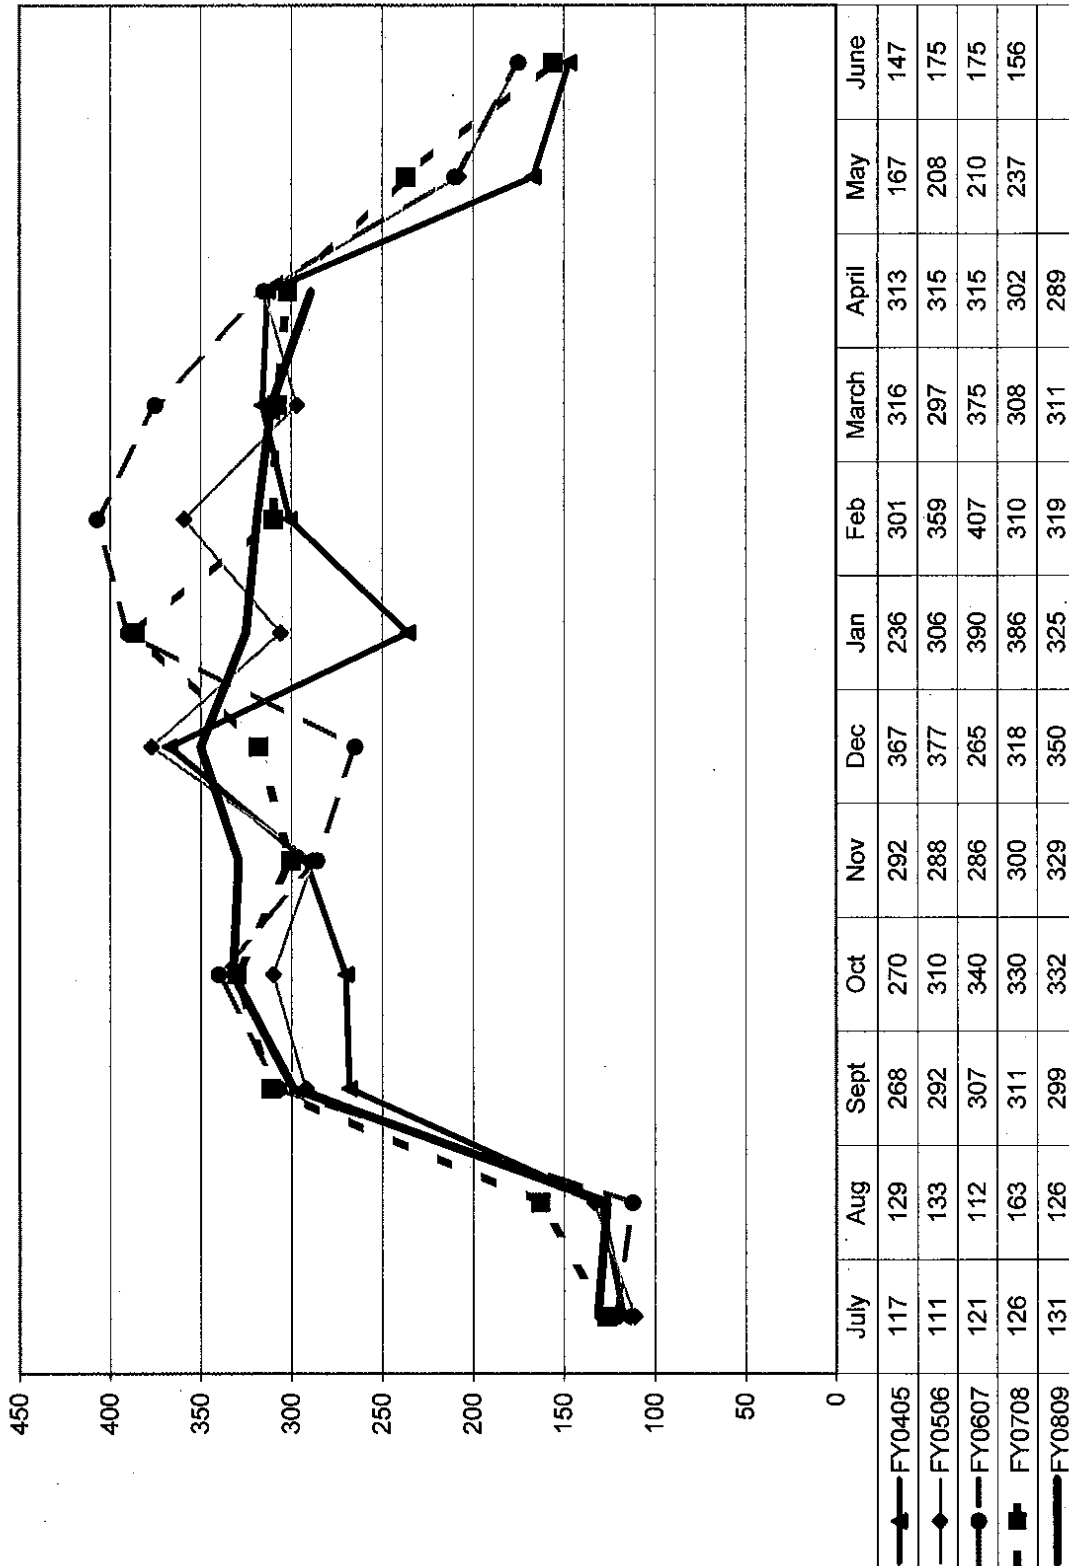 450
400
350
300
250
200
150
100
50
0
July Aug Sept Oct Nov Dec Jan Feb March April May June
FY0405 117 129 268 270 292 367 236 301 316 313 167 147
FY0506 111 133 292 310 288 377 306 359 297 315 208 175
FY0607 121 112 307 340 286 265 390 407 375 315 210 175
FY0708 126 163 311 330 300 318 386 310 308 302 237 156
FY0809 131 126 299 332 329 350 325 319 311 289